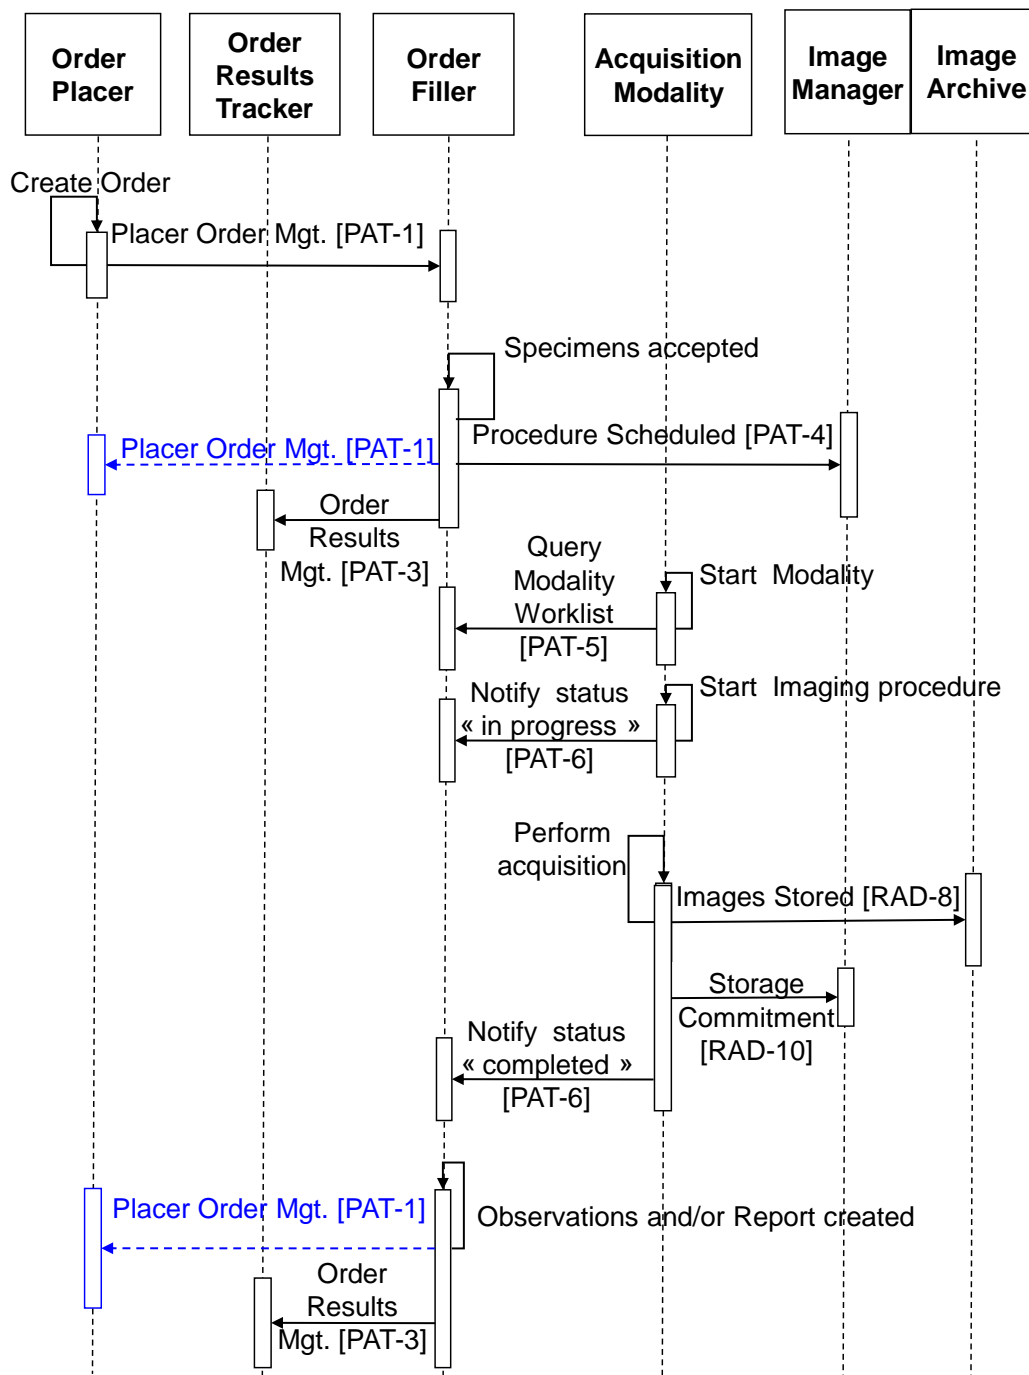 Order
Placer
Order
Results
Tracker
Order
Filler
Acquisition
Modality
Image
Manager
Image
Archive
Create Order
Placer Order Mgt. [PAT-1]
Specimens accepted
Placer Order Mgt. [PAT-1]
Procedure Scheduled [PAT-4]
Order
Results
Mgt. [PAT-3]
Query
Modality
Worklist
[PAT-5]
Start Modality
Notify status
« in progress »
[PAT-6]
Start Imaging procedure
Perform
acquisition
Images Stored [RAD-8]
Storage
Commitment
[RAD-10]
Notify status
« completed »
[PAT-6]
Placer Order Mgt. [PAT-1]
Observations and/or Report created
Order
Results
Mgt. [PAT-3]